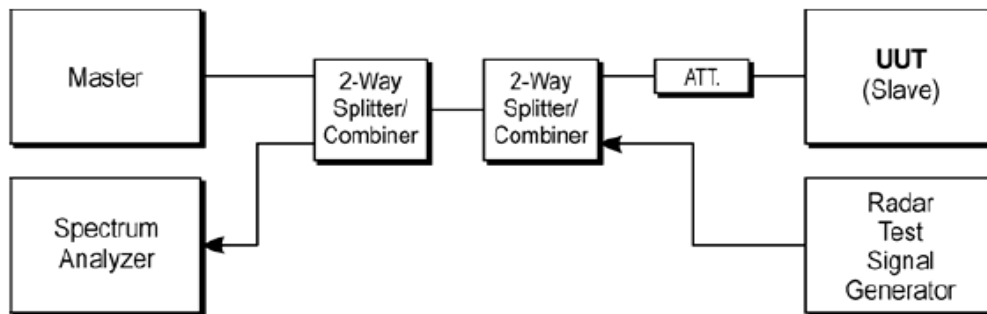 Master
2-Way
Splitter/
Combiner
2-Way
Splitter/
Combiner
ATT.
UUT
(Slave)
Spectrum
Analyzer
Radar
Test
Signal
Generator